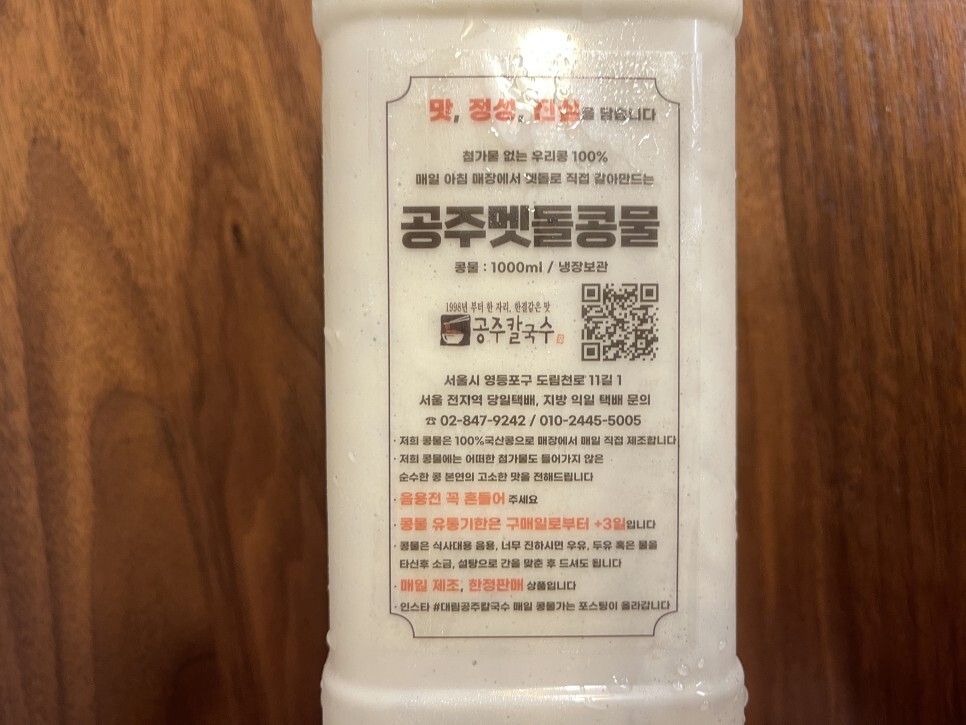 맛, 정성, 진심을 담습니다
첨가물 없는 우리콩 100%
매일 아침 매장에서 멧돌로 직접 갈아만드는
공주멧돌콩물
콩물 : 1000ml / 냉장보관
1998년 부터 한 자리, 한결같은 맛
공주칼국수
서울시 영등포구 도림천로 11길 1
서울 전지역 당일택배, 지방 익일 택배 문의
☎ 02-847-9242 / 010-2445-5005
· 저희 콩물은 100%국산콩으로 매장에서 매일 직접 제조합니다
· 저희 콩물에는 어떠한 첨가물도 들어가지 않은
순수한 콩 본연의 고소한 맛을 전해드립니다
· 음용전 꼭 흔들어 주세요
· 콩물 유통기한은 구매일로부터 +3일입니다
· 콩물은 식사대용 음용, 너무 진하시면 우유, 두유 혹은 물을
타신후 소금, 설탕으로 간을 맞춘 후 드셔도 됩니다
· 매일 제조, 한정판매 상품입니다
· 인스타 #대림공주칼국수 매일 콩물가는 포스팅이 올라갑니다